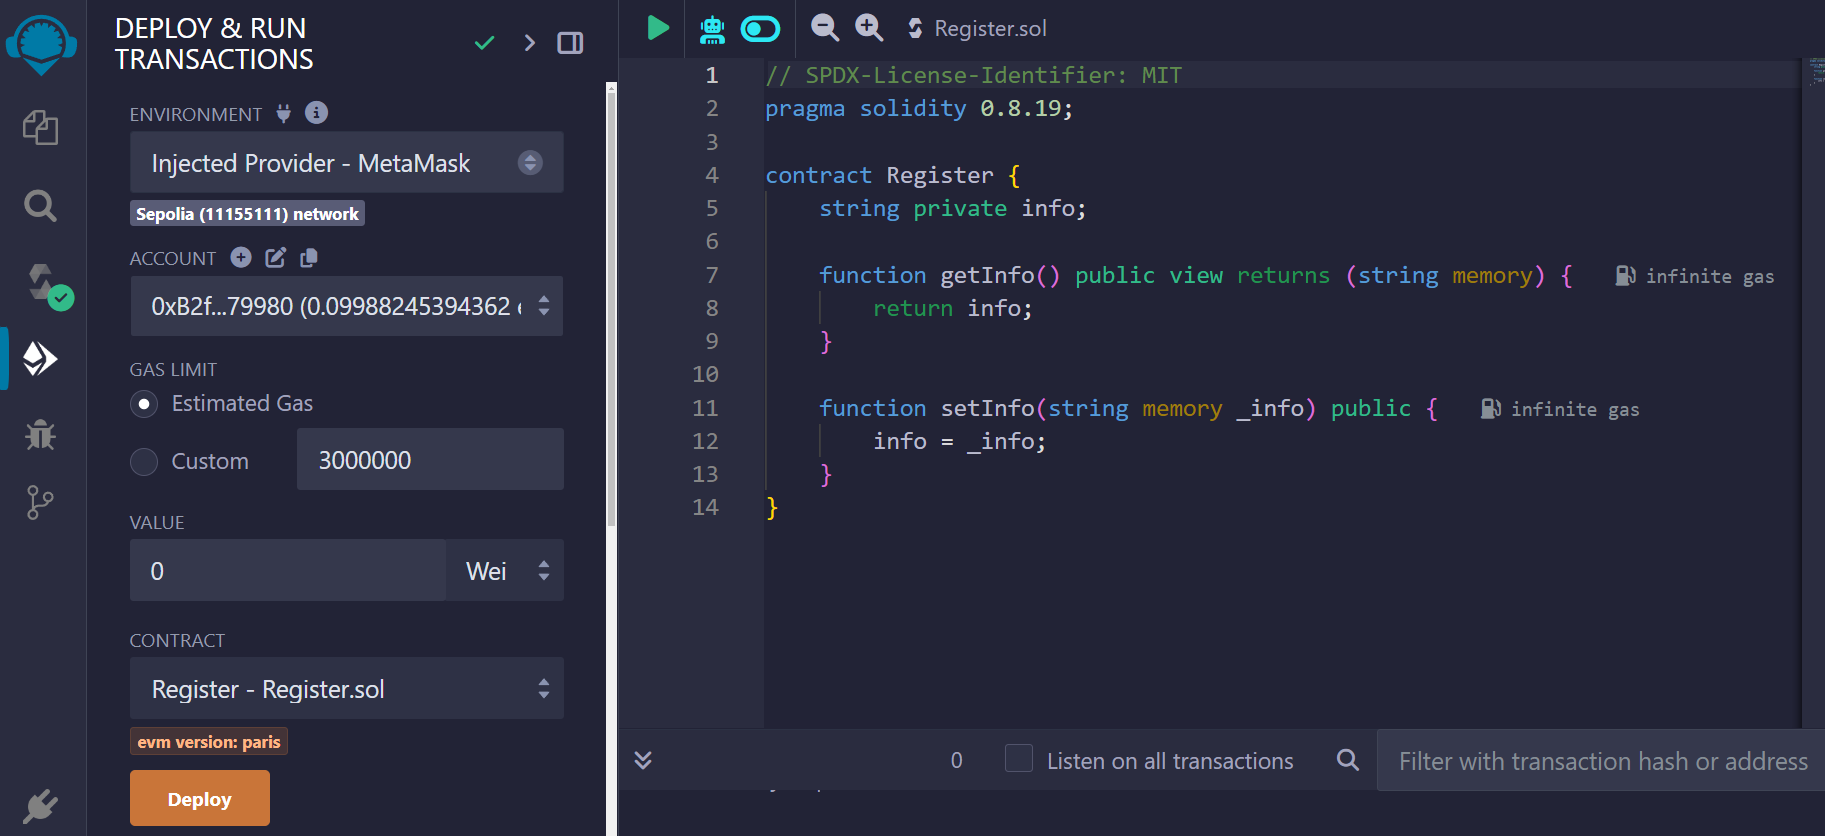 DEPLOY & RUN
TRANSACTIONS
ENVIRONMENT
Injected Provider - MetaMask
Sepolia (11155111) network
ACCOUNT
0xB2f...79980 (0.09988245394362 e
GAS LIMIT
Estimated Gas
Custom
3000000
VALUE
0
Wei
CONTRACT
Register - Register.sol
evm version: paris
Deploy
Register.sol
1 // SPDX-License-Identifier: MIT
2 pragma solidity 0.8.19;
3
4 contract Register {
5     string private info;
6
7     function getInfo() public view returns (string memory) { infinite gas
8         return info;
9     }
10
11     function setInfo(string memory _info) public { infinite gas
12         info = _info;
13     }
14 }
0
Listen on all transactions
Filter with transaction hash or address